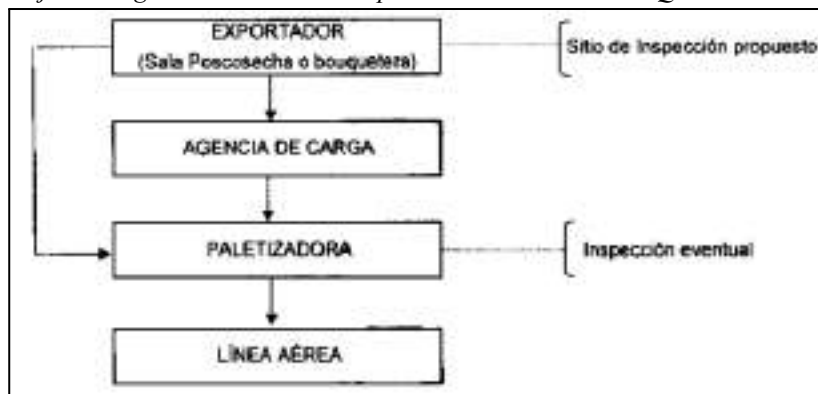 EXPORTADOR
(Sala Poscosecha ó bouquetera)
Sitio de Inspección propuesto
AGENCIA DE CARGA
PALETIZADORA
Inspección eventual
LÍNEA AÉREA